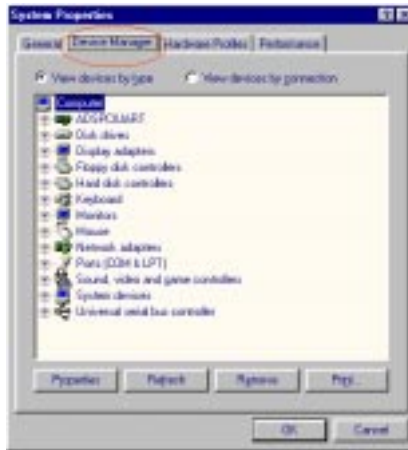 System Properties
General Device Manager Hardware Profiles Performance
View devices by type View devices by connection
Computer
ADSPCIUART
Disk drives
Display adapters
Floppy disk controllers
Hard disk controllers
Keyboard
Monitors
Mouse
Network adapters
Ports (COM & LPT)
Sound, video and game controllers
System devices
Universal serial bus controller
Properties Refresh Remove Print...
OK Cancel